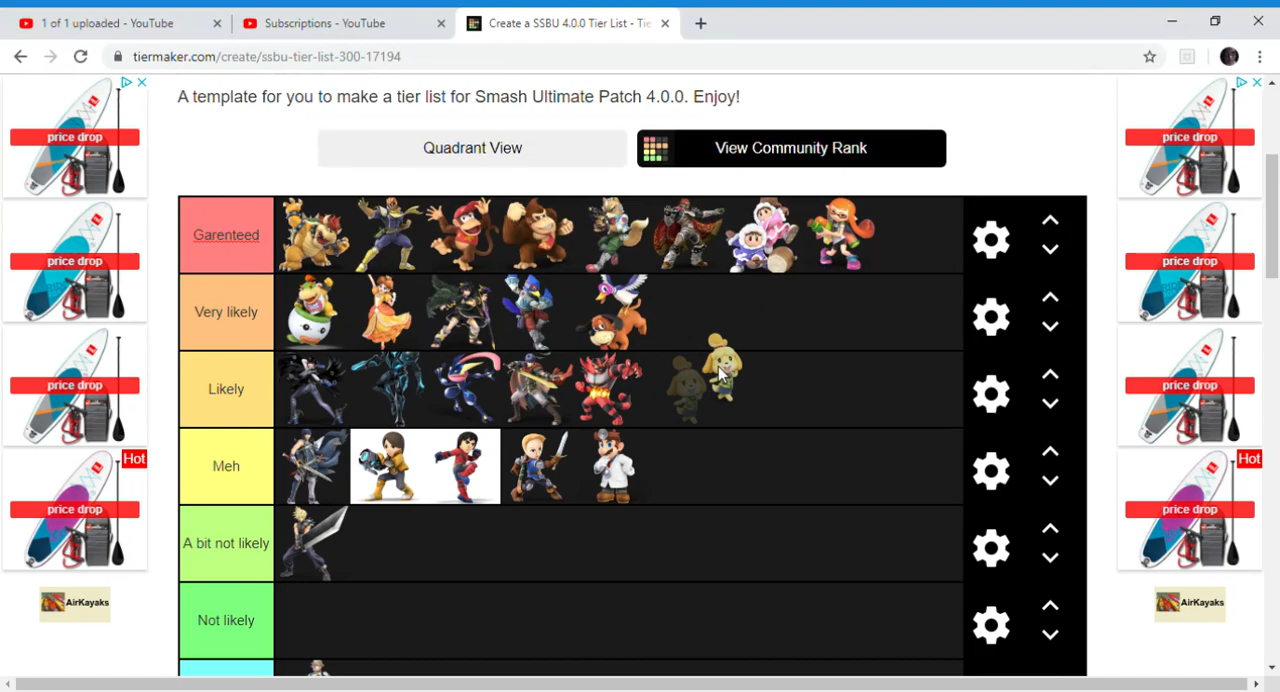 1 of 1 uploaded - YouTube
Subscriptions - YouTube
Create a SSBU 4.0.0 Tier List - Tie
tiermaker.com/create/ssbu-tier-list-300-17194
A template for you to make a tier list for Smash Ultimate Patch 4.0.0. Enjoy!
Quadrant View
View Community Rank
price drop
price drop
price drop
Hot
price drop
AirKayaks
Garenteed
Very likely
Likely
Meh
A bit not likely
Not likely
price drop
price drop
price drop
Hot
price drop
AirKayaks